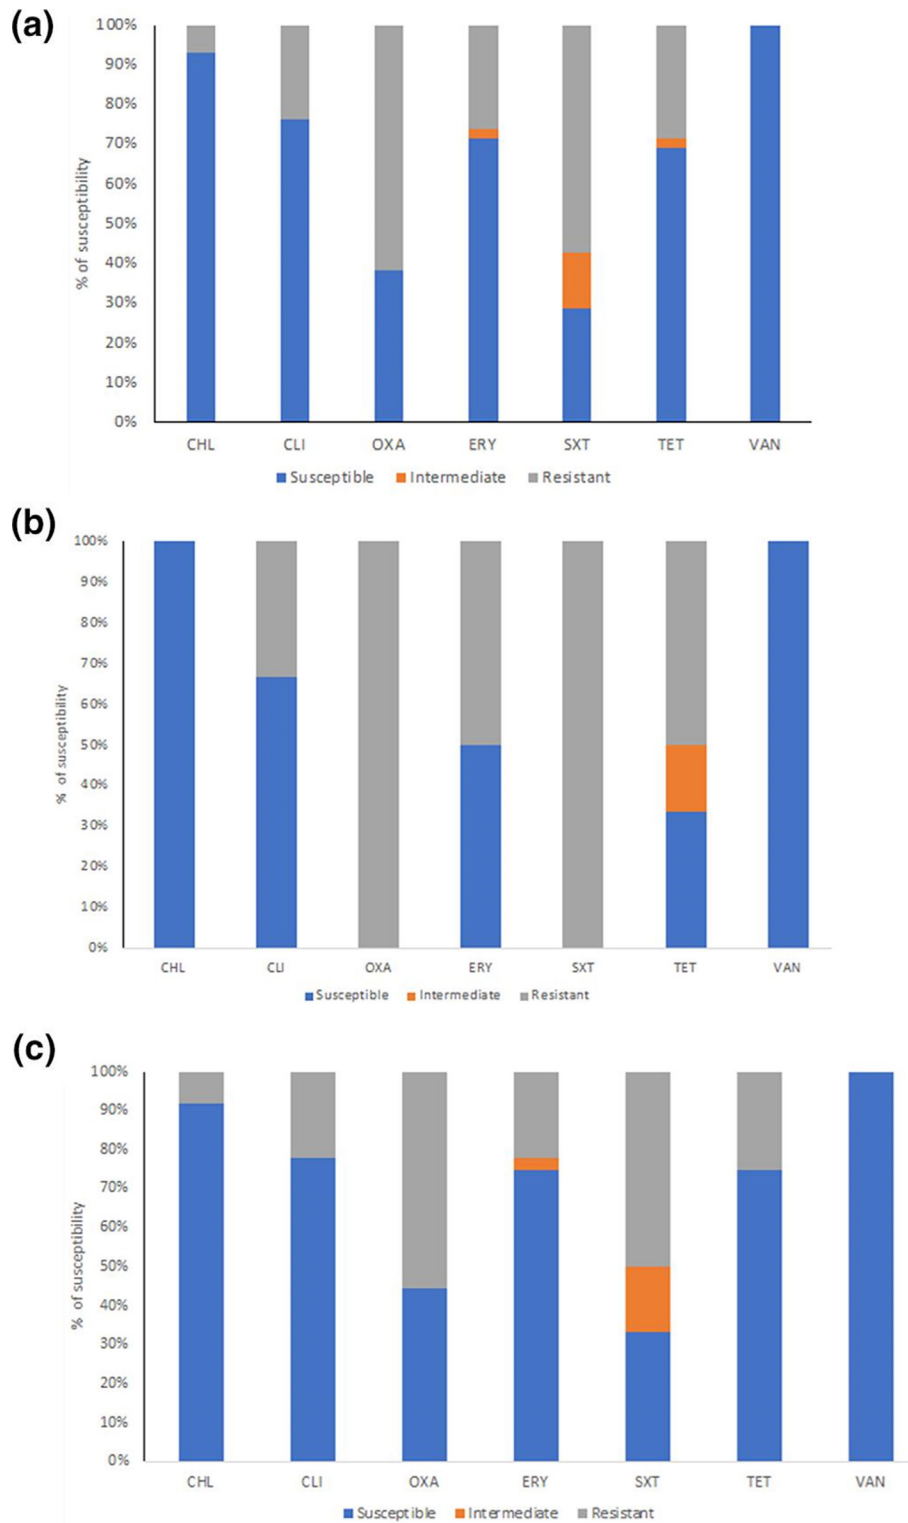 (a)
% of susceptibility
100%
90%
80%
70%
60%
50%
40%
30%
20%
10%
0%
CHL CLI OXA ERY SXT TET VAN
Susceptible Intermediate Resistant
(b)
% of susceptibility
100%
90%
80%
70%
60%
50%
40%
30%
20%
10%
0%
CHL CLI OXA ERY SXT TET VAN
Susceptible Intermediate Resistant
(c)
% of susceptibility
100%
90%
80%
70%
60%
50%
40%
30%
20%
10%
0%
CHL CLI OXA ERY SXT TET VAN
Susceptible Intermediate Resistant